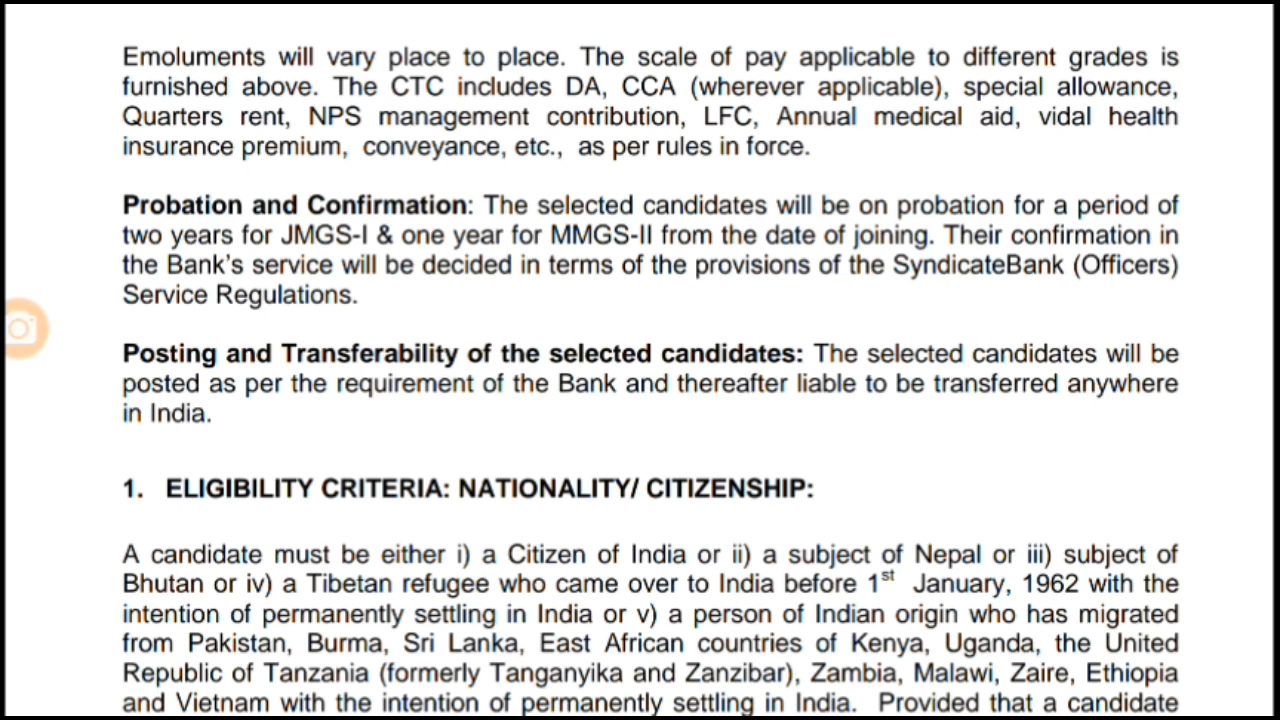 Emoluments will vary place to place. The scale of pay applicable to different grades is
furnished above. The CTC includes DA, CCA (wherever applicable), special allowance,
Quarters rent, NPS management contribution, LFC, Annual medical aid, vidal health
insurance premium, conveyance, etc., as per rules in force.
Probation and Confirmation: The selected candidates will be on probation for a period of
two years for JMGS-I & one year for MMGS-II from the date of joining. Their confirmation in
the Bank's service will be decided in terms of the provisions of the SyndicateBank (Officers)
Service Regulations.
Posting and Transferability of the selected candidates: The selected candidates will be
posted as per the requirement of the Bank and thereafter liable to be transferred anywhere
in India.
1. ELIGIBILITY CRITERIA: NATIONALITY/ CITIZENSHIP:
A candidate must be either i) a Citizen of India or ii) a subject of Nepal or iii) subject of
Bhutan or iv) a Tibetan refugee who came over to India before 1st January, 1962 with the
intention of permanently settling in India or v) a person of Indian origin who has migrated
from Pakistan, Burma, Sri Lanka, East African countries of Kenya, Uganda, the United
Republic of Tanzania (formerly Tanganyika and Zanzibar), Zambia, Malawi, Zaire, Ethiopia
and Vietnam with the intention of permanently settling in India. Provided that a candidate